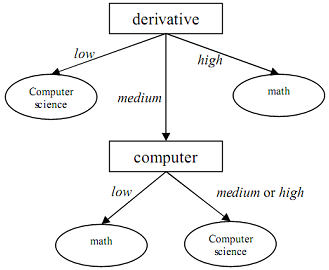 derivative
low
high
medium
Computer
science
math
computer
low
medium or high
math
Computer
science